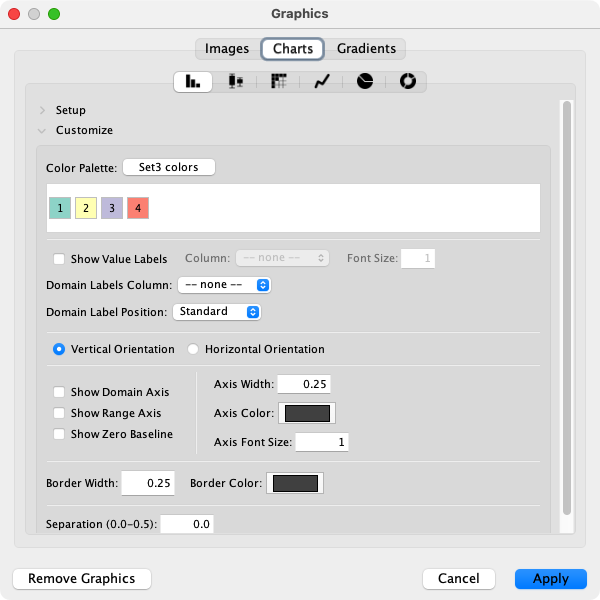 Graphics
Images Charts Gradients
Setup
Customize
Color Palette: Set3 colors
1 2 3 4
Show Value Labels Column: -- none -- Font Size: 1
Domain Labels Column: -- none --
Domain Label Position: Standard
Vertical Orientation Horizontal Orientation
Axis Width: 0.25
Show Domain Axis
Show Range Axis Axis Color:
Show Zero Baseline Axis Font Size: 1
Border Width: 0.25 Border Color:
Separation (0.0-0.5): 0.0
Remove Graphics Cancel Apply